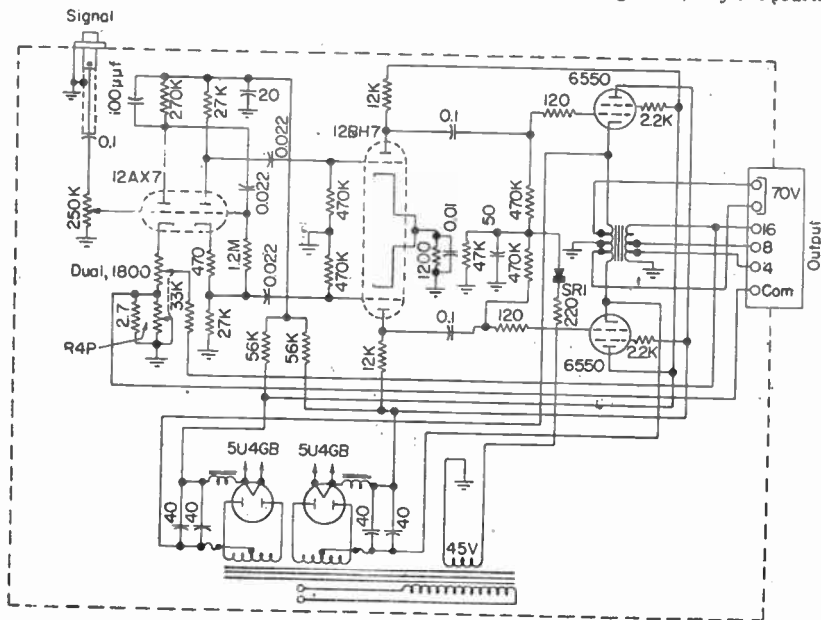 Signal
6550
100μμf
270K
27K
20
12K
0.1
120
2.2K
0.1
12BH7
0.022
12AX7
0.022
70V
250K
470K
470K
16
0.01
50
8
Output
1200
47K
470K
4
1.2M
470
470K
SR1
Com
Dual, 1800
0.022
220
33K
2.7
27K
0.1
120
2.2K
R4P
56K
56K
12K
6550
5U4GB
5U4GB
40
40
40
40
45V